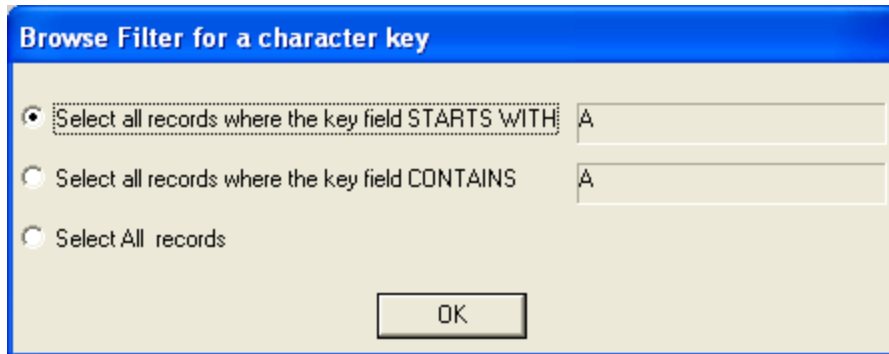 Browse Filter for a character key
Select all records where the key field STARTS WITH A
Select all records where the key field CONTAINS A
Select All  records
OK